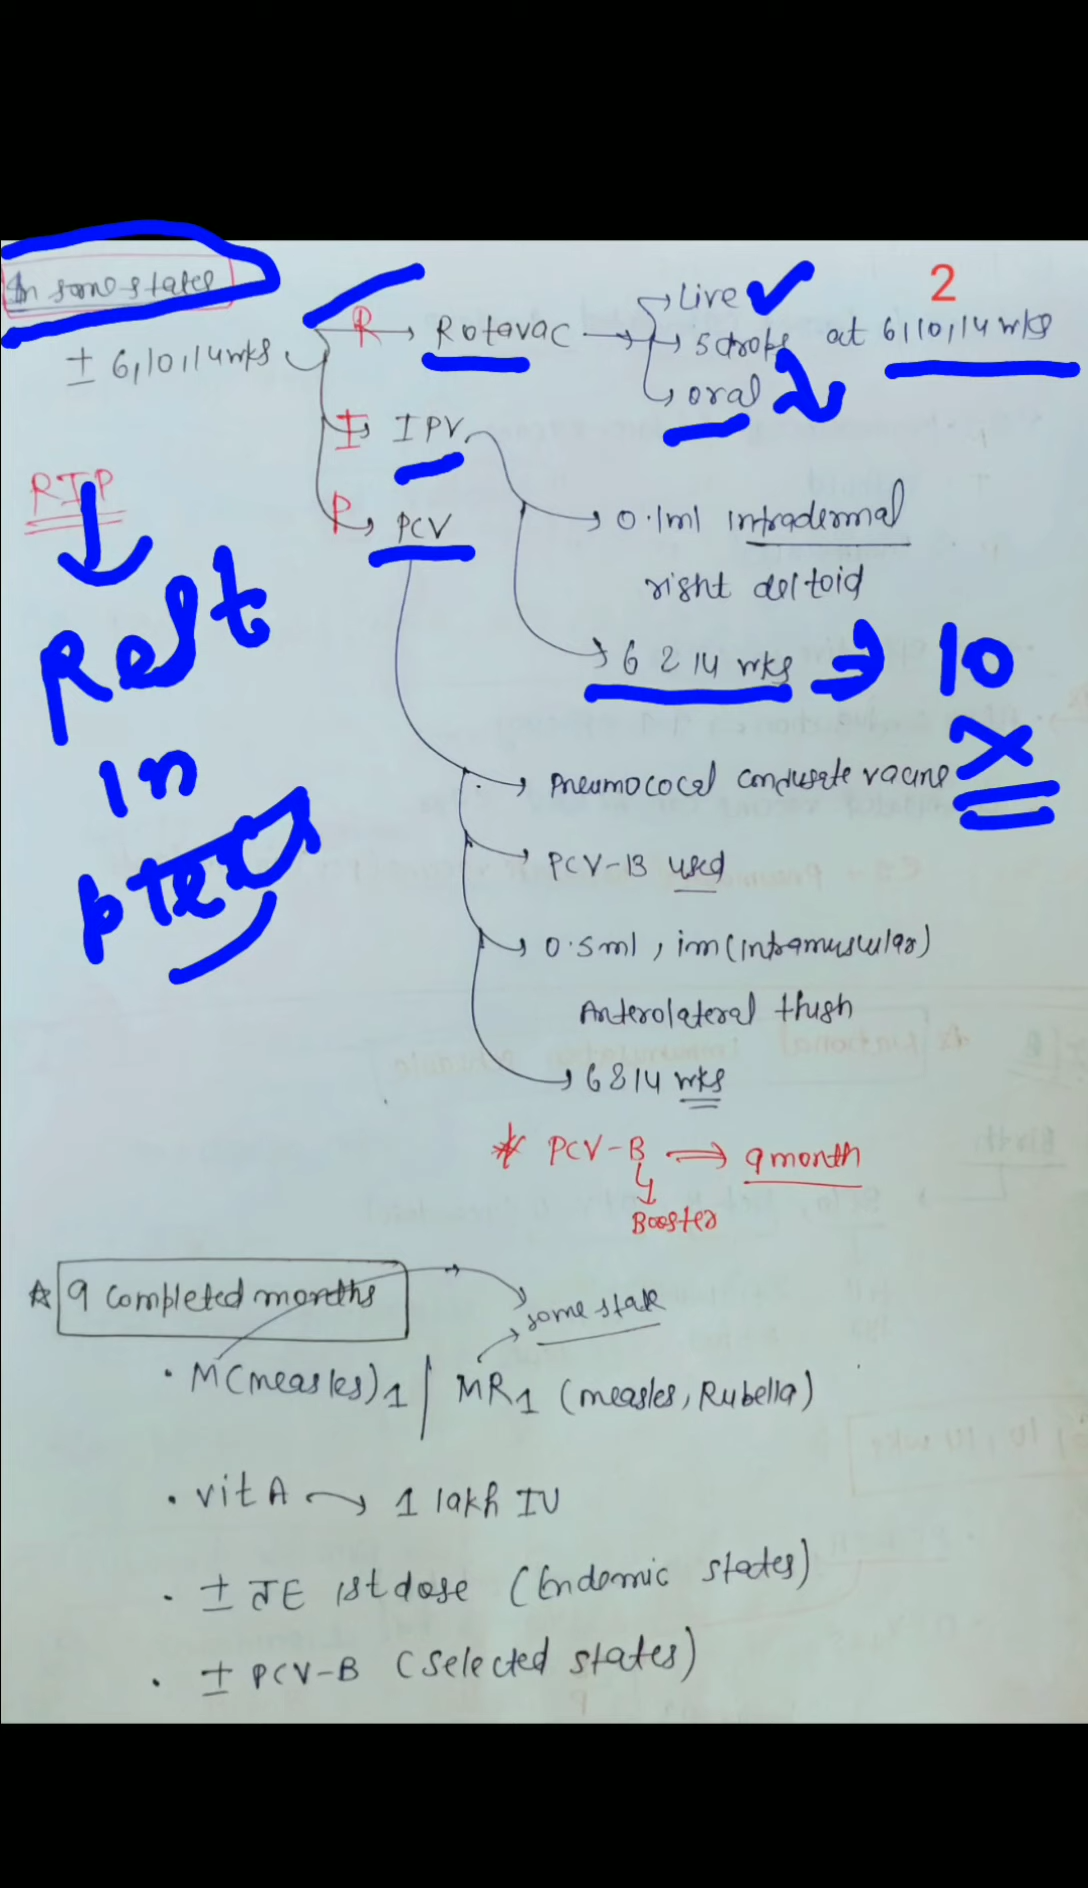 In some states
2
± 6,10,14 wks
R → Rotavac → Live
5 drops at 6,10,14 wks
oral
I IPV
RIP
P PCV
0.1ml intradermal
right deltoid
Rest
6 & 14 wks ⇒ 10
X
in
Pneumococal conjugate vacine
PCV-13 used
0.5ml, im (intramuscular)
Anterolateral thigh
6 & 14 wks
* PCV-B ⇒ 9 month
Booster
☆ 9 completed months
some state
• M (measles)1 | MR1 (measles, Rubella)
• vit A → 1 lakh IU
• ± JE 1st dose (Endemic states)
• ± PCV-B (selected states)